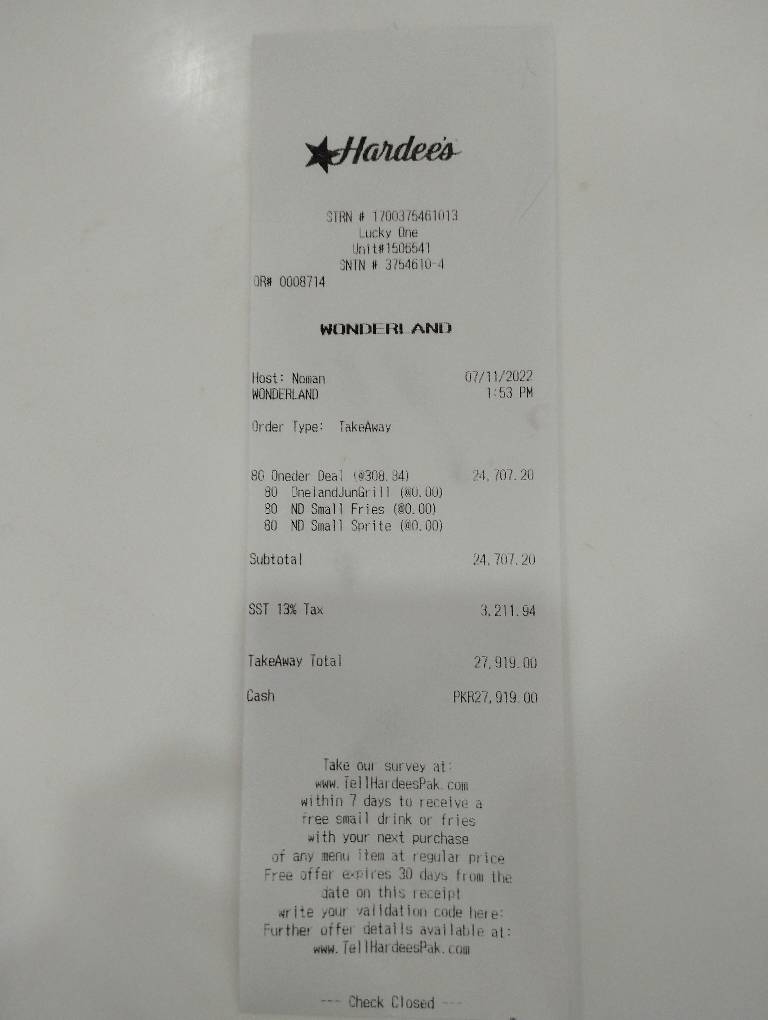 Hardee's
STRN # 1700375461013
Lucky One
Unit#1506541
SNTN # 3754610-4
OR# 0008714
WONDERLAND
Host: Noman 07/11/2022
WONDERLAND 1:53 PM
Order Type: TakeAway
80 Oneder Deal (@308.84) 24,707.20
80 OnelandJunGrill (@0.00)
80 ND Small Fries (@0.00)
80 ND Small Sprite (@0.00)
Subtotal 24,707.20
SST 13% Tax 3,211.94
TakeAway Total 27,919.00
Cash PKR27,919.00
Take our survey at:
www.TellHardeesPak.com
within 7 days to receive a
free small drink or fries
with your next purchase
of any menu item at regular price
Free offer expires 30 days from the
date on this receipt
write your validation code here:
Further offer details available at:
www.TellHardeesPak.com
--- Check Closed ---